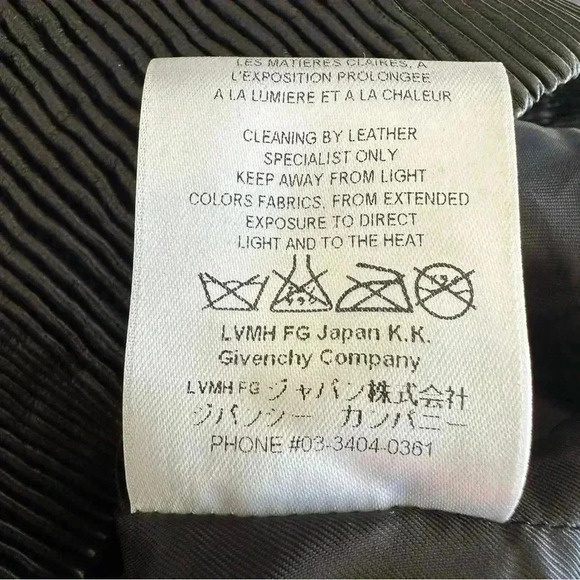 LES MATIERES CLAIRES, A
L'EXPOSITION PROLONGEE
A LA LUMIERE ET A LA CHALEUR
CLEANING BY LEATHER
SPECIALIST ONLY
KEEP AWAY FROM LIGHT
COLORS FABRICS, FROM EXTENDED
EXPOSURE TO DIRECT
LIGHT AND TO THE HEAT
LVMH FG Japan K.K.
Givenchy Company
LVMH FG ジャパン株式会社
ジバンシー カンパニー
PHONE #03-3404-0361